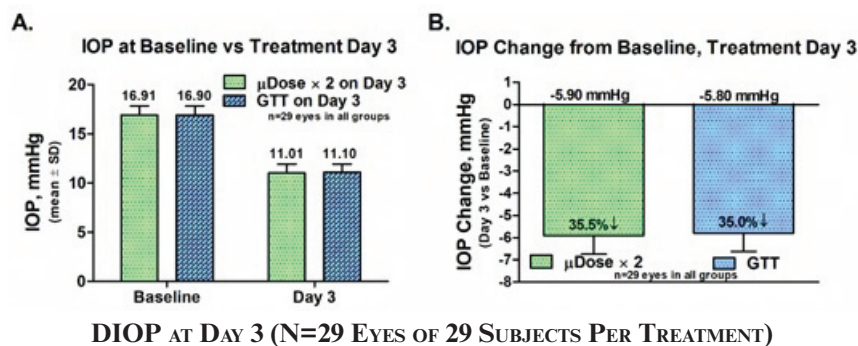 A.
IOP at Baseline vs Treatment Day 3
IOP, mmHg
(mean ± SD)
20
15
10
5
0
16.91
16.90
11.01
11.10
μDose × 2 on Day 3
GTT on Day 3
n=29 eyes in all groups
Baseline
Day 3
B.
IOP Change from Baseline, Treatment Day 3
IOP Change, mmHg
(Day 3 vs Baseline)
1
0
-1
-2
-3
-4
-5
-6
-7
-8
-5.90 mmHg
-5.80 mmHg
35.5%↓
35.0%↓
μDose × 2
GTT
n=29 eyes in all groups
DIOP AT DAY 3 (N=29 EYES OF 29 SUBJECTS PER TREATMENT)